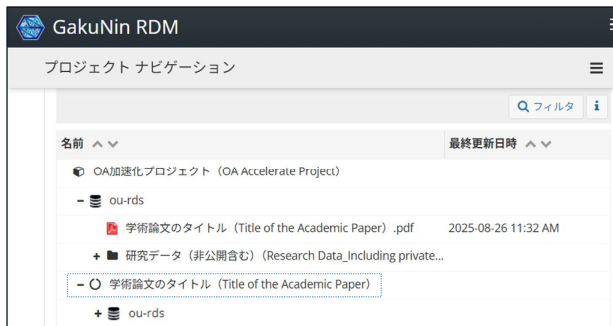 GakuNin RDM
プロジェクト ナビゲーション
フィルタ i
名前 最終更新日時
OA加速化プロジェクト（OA Accelerate Project）
ou-rds
学術論文のタイトル（Title of the Academic Paper）.pdf 2025-08-26 11:32 AM
研究データ（非公開含む）（Research Data_Including private...
学術論文のタイトル（Title of the Academic Paper）
ou-rds